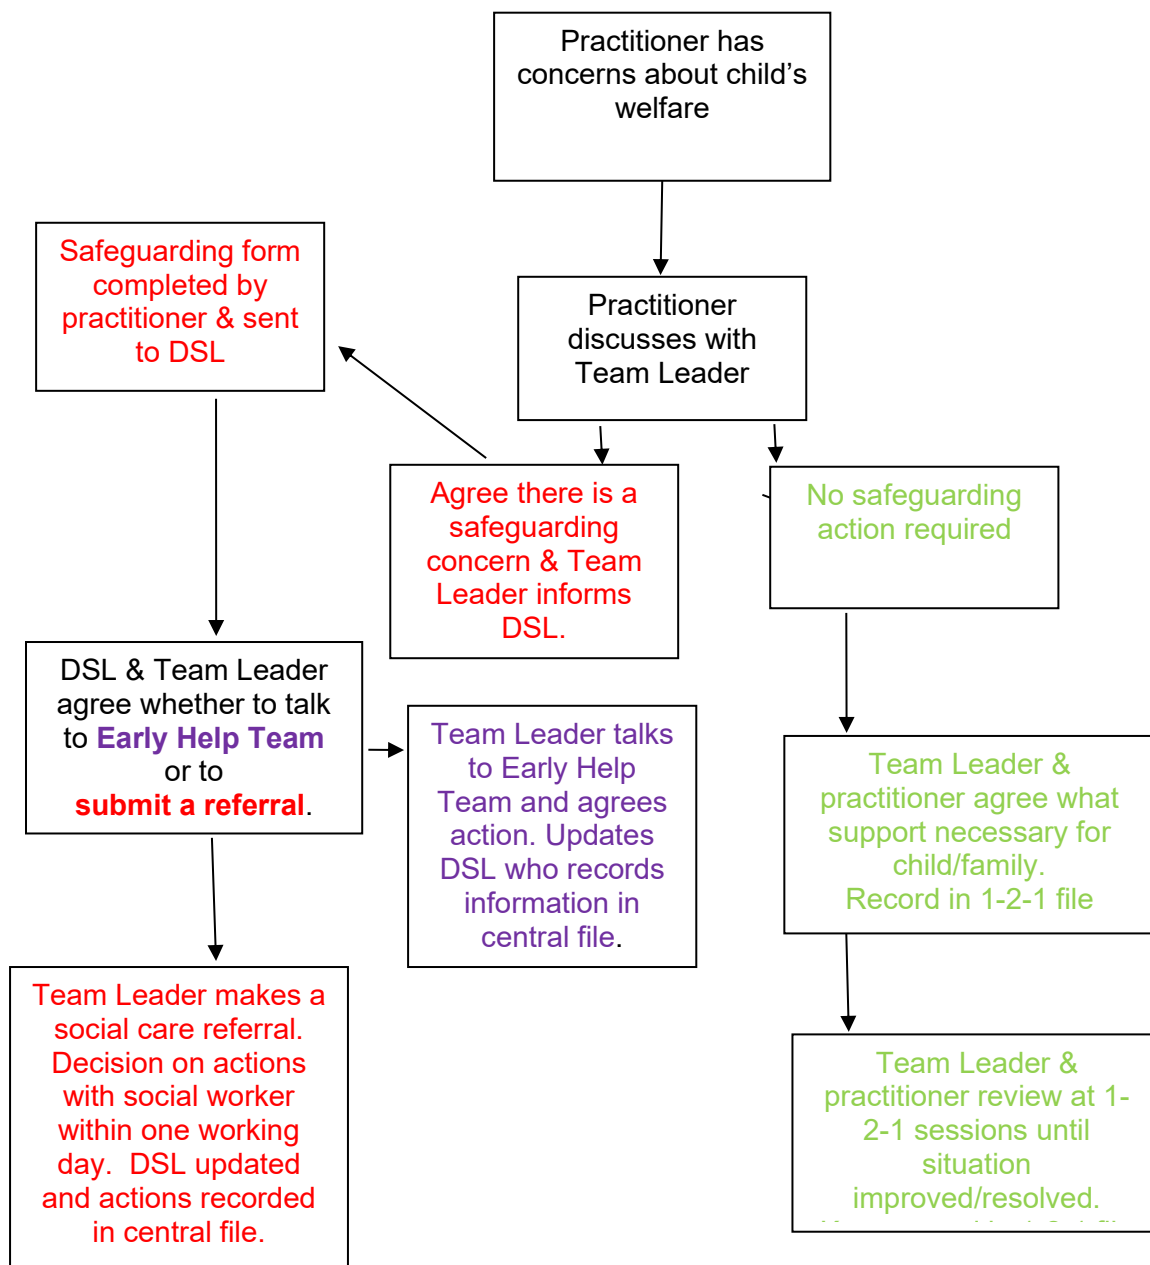 Practitioner has
concerns about child’s
welfare
Safeguarding form
completed by
practitioner & sent
to DSL
Practitioner
discusses with
Team Leader
Agree there is a
safeguarding
concern & Team
Leader informs
DSL.
No safeguarding
action required
DSL & Team Leader
agree whether to talk
to Early Help Team
or to
submit a referral.
Team Leader talks
to Early Help
Team and agrees
action. Updates
DSL who records
information in
central file.
Team Leader &
practitioner agree what
support necessary for
child/family.
Record in 1-2-1 file
Team Leader makes a
social care referral.
Decision on actions
with social worker
within one working
day.  DSL updated
and actions recorded
in central file.
Team Leader &
practitioner review at 1-
2-1 sessions until
situation
improved/resolved.